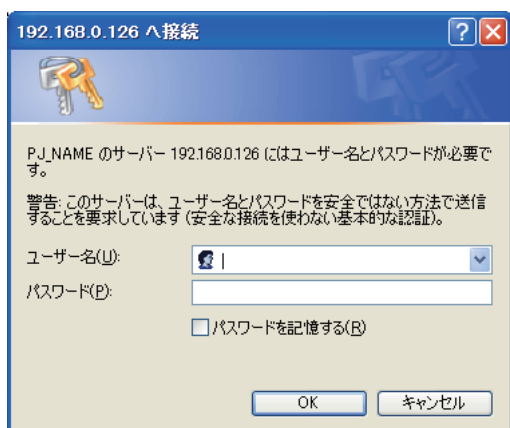 192.168.0.126 へ接続
PJ_NAME のサーバー 192.168.0.126 にはユーザー名とパスワードが必要で
す。
警告: このサーバーは、ユーザー名とパスワードを安全ではない方法で送信
することを要求しています (安全な接続を使わない基本的な認証)。
ユーザー名(U):
パスワード(P):
パスワードを記憶する(R)
OK キャンセル